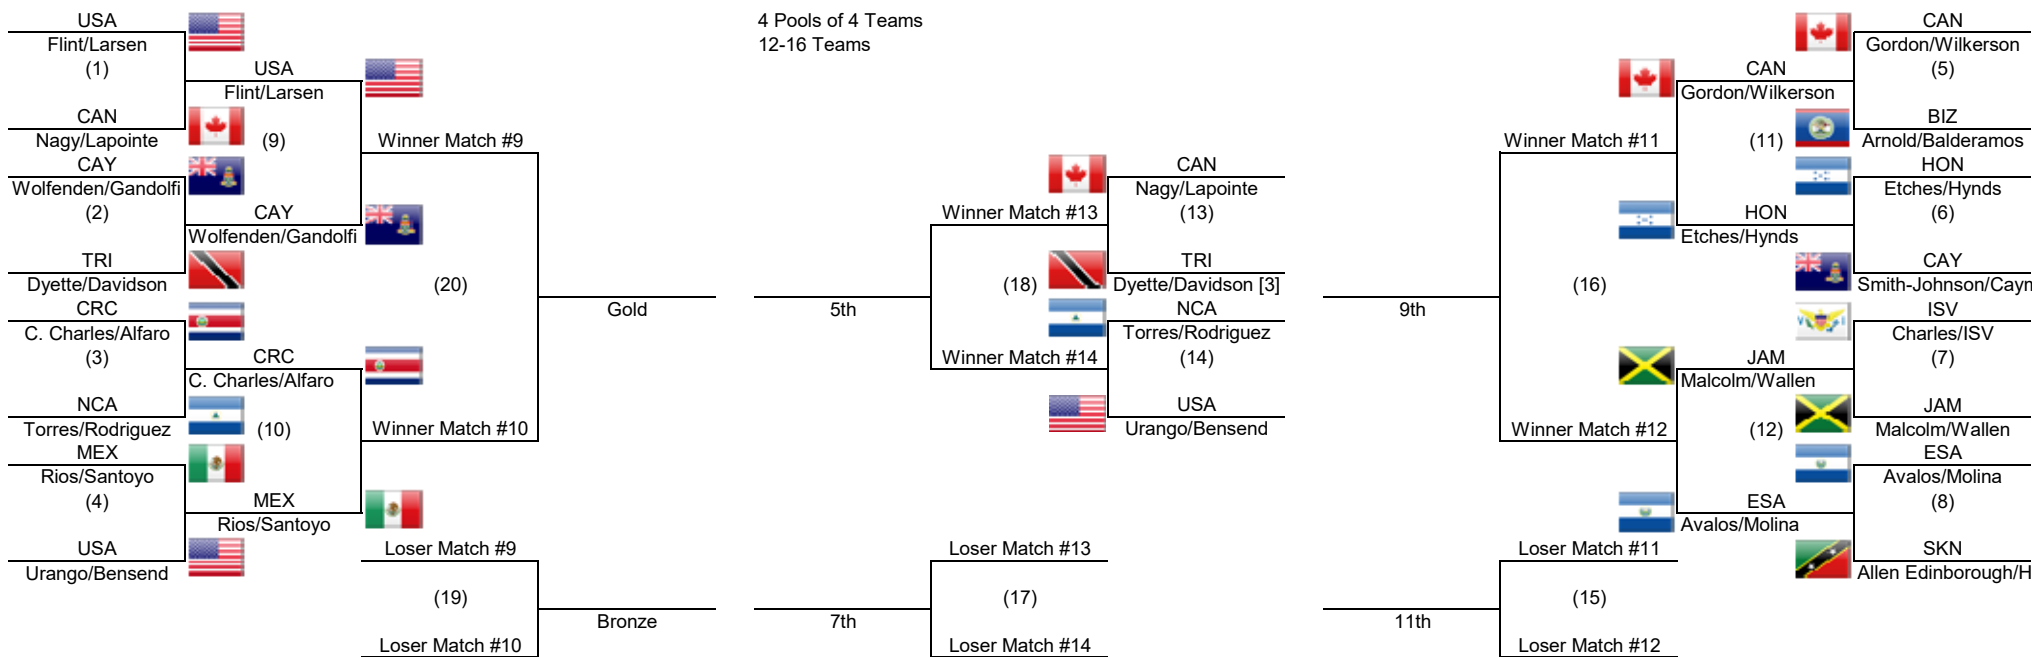 4 Pools of 4 Teams
12-16 Teams
USA
Flint/Larsen
(1)
CAN
Nagy/Lapointe
CAY
Wolfenden/Gandolfi
(2)
TRI
Dyette/Davidson
CRC
C. Charles/Alfaro
(3)
NCA
Torres/Rodriguez
MEX
Rios/Santoyo
(4)
USA
Urango/Bensend
USA
Flint/Larsen
(9)
CAY
Wolfenden/Gandolfi
CRC
C. Charles/Alfaro
(10)
MEX
Rios/Santoyo
Winner Match #9
(20)
Winner Match #10
Gold
Loser Match #9
(19)
Loser Match #10
Bronze
5th
Winner Match #13
(18)
Winner Match #14
CAN
Nagy/Lapointe
(13)
TRI
Dyette/Davidson [3]
NCA
Torres/Rodriguez
(14)
USA
Urango/Bensend
Loser Match #13
(17)
Loser Match #14
7th
9th
Winner Match #11
(16)
Winner Match #12
CAN
Gordon/Wilkerson
(11)
HON
Etches/Hynds
JAM
Malcolm/Wallen
(12)
ESA
Avalos/Molina
CAN
Gordon/Wilkerson
(5)
BIZ
Arnold/Balderamos
HON
Etches/Hynds
(6)
CAY
Smith-Johnson/Caym
ISV
Charles/ISV
(7)
JAM
Malcolm/Wallen
ESA
Avalos/Molina
(8)
SKN
Allen Edinborough/H
Loser Match #11
(15)
Loser Match #12
11th